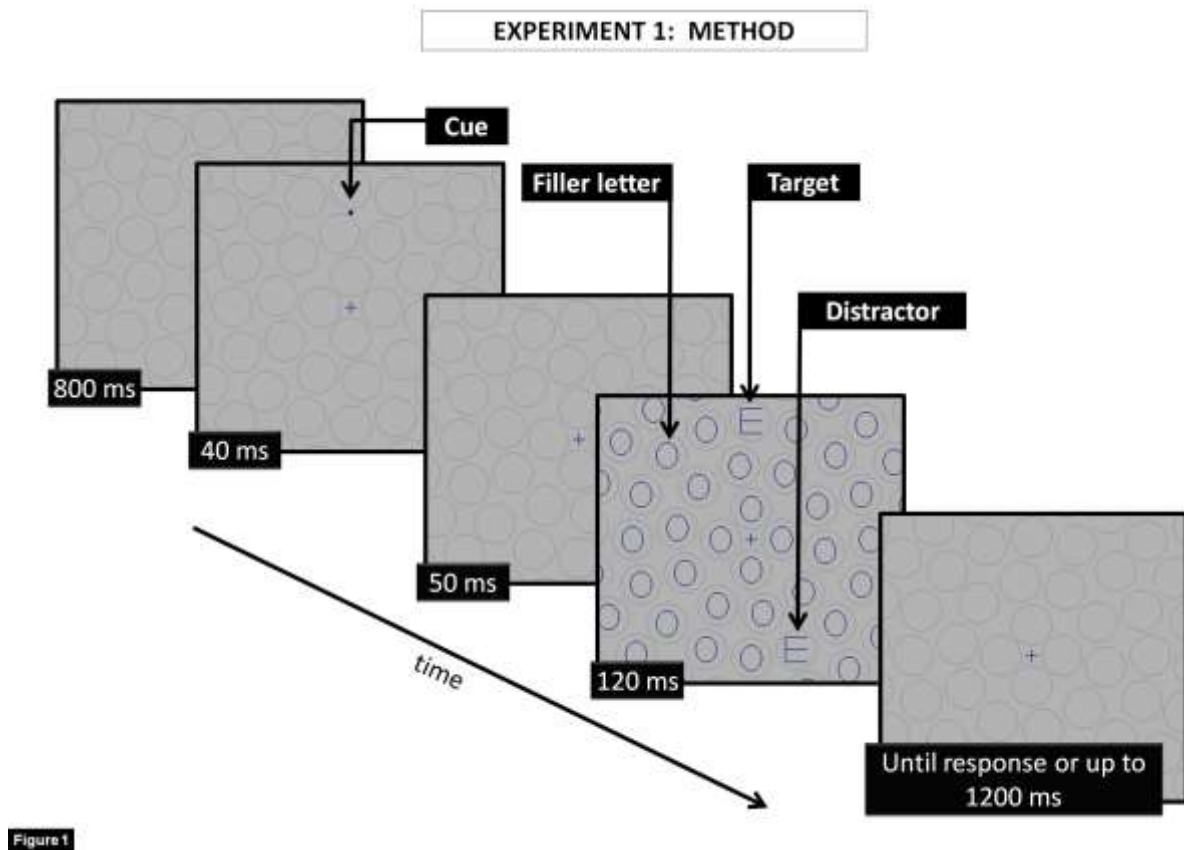 EXPERIMENT 1: METHOD
Cue
Filler letter
Target
Distractor
800 ms
40 ms
50 ms
E
E
120 ms
time
Until response or up to
1200 ms
Figure 1